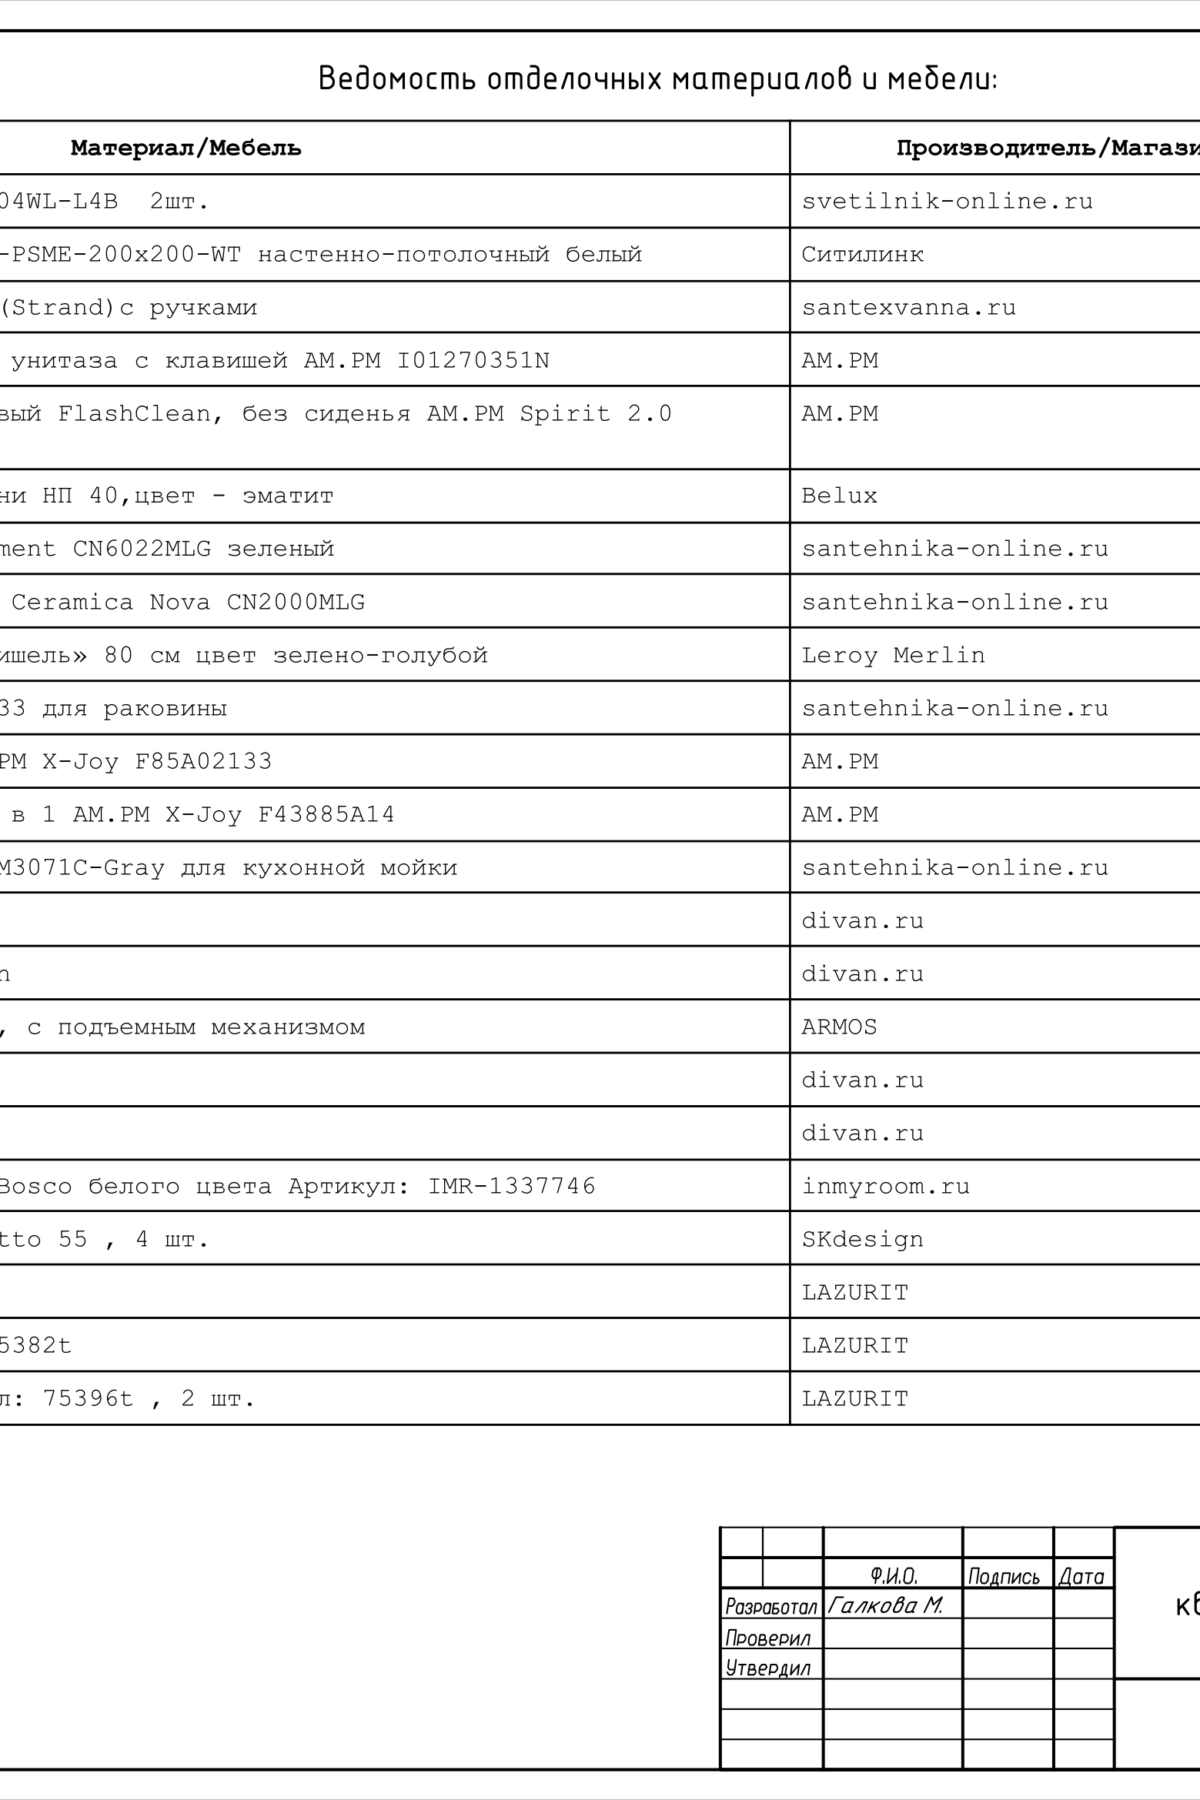 Ведомость отделочных материалов и мебели:
Материал/Мебель Производитель/Магази
04WL-L4B 2шт. svetilnik-online.ru
-PSME-200x200-WT настенно-потолочный белый Ситилинк
(Strand)с ручками santexvanna.ru
унитаза с клавишей AM.PM I01270351N AM.PM
вый FlashClean, без сиденья AM.PM Spirit 2.0 AM.PM
ни НП 40,цвет - эматит Belux
ment CN6022MLG зеленый santehnika-online.ru
Ceramica Nova CN2000MLG santehnika-online.ru
ишель» 80 см цвет зелено-голубой Leroy Merlin
33 для раковины santehnika-online.ru
PM X-Joy F85A02133 AM.PM
в 1 AM.PM X-Joy F43885A14 AM.PM
M3071C-Gray для кухонной мойки santehnika-online.ru
divan.ru
n divan.ru
, с подъемным механизмом ARMOS
divan.ru
divan.ru
Bosco белого цвета Артикул: IMR-1337746 inmyroom.ru
tto 55 , 4 шт. SKdesign
LAZURIT
5382t LAZURIT
л: 75396t , 2 шт. LAZURIT
Ф.И.О. Подпись Дата
Разработал Галкова М.
кв
Проверил
Утвердил